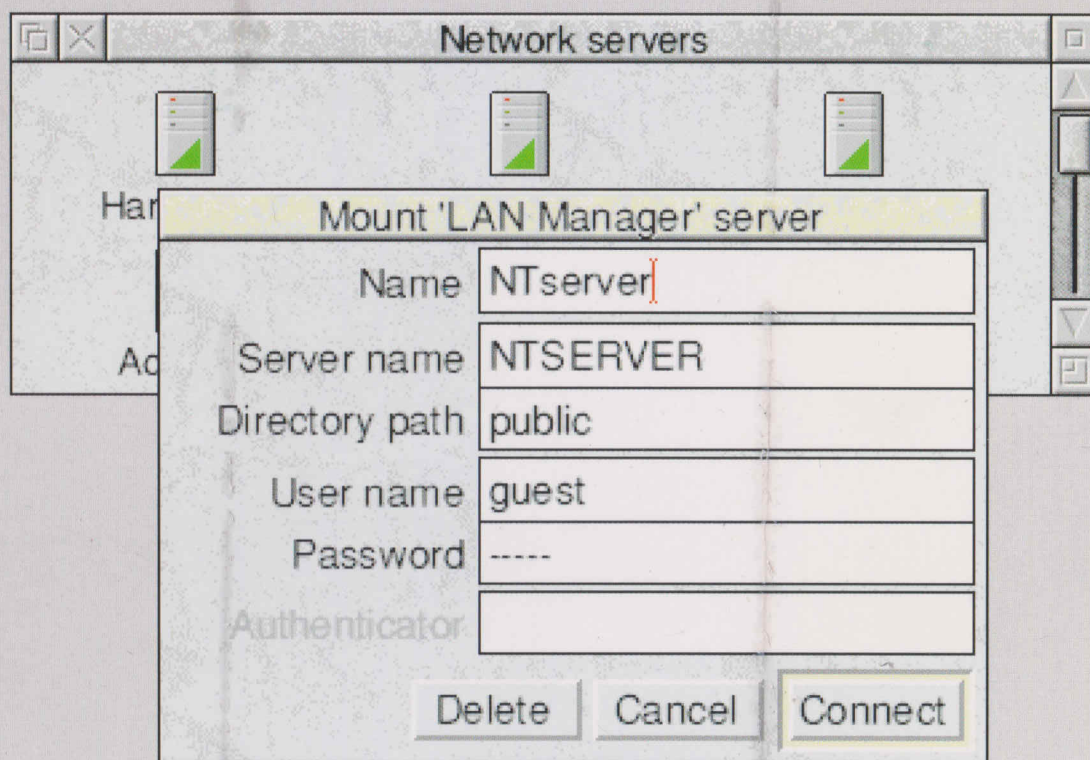 Network servers
Har
Mount 'LAN Manager' server
Name NTserver
Ac
Server name NTSERVER
Directory path public
User name guest
Password -----
Authenticator
Delete Cancel Connect